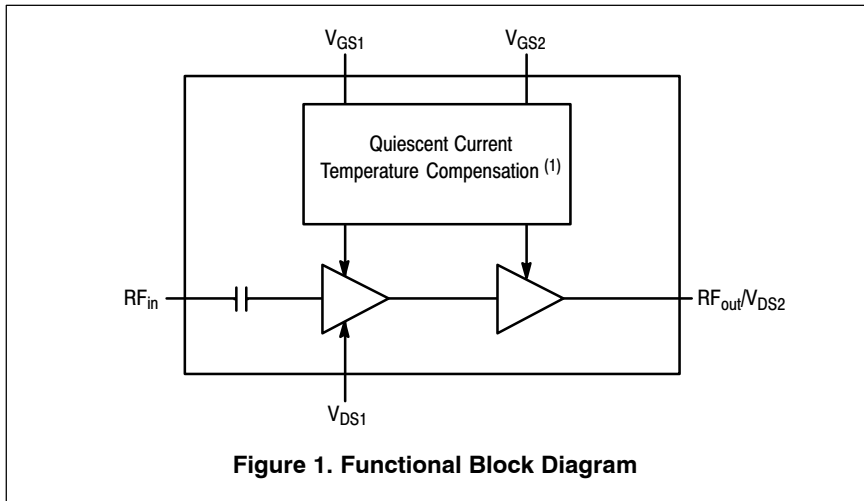 VGS1
VGS2
Quiescent Current
Temperature Compensation (1)
RFin
RFout/VDS2
VDS1
Figure 1. Functional Block Diagram